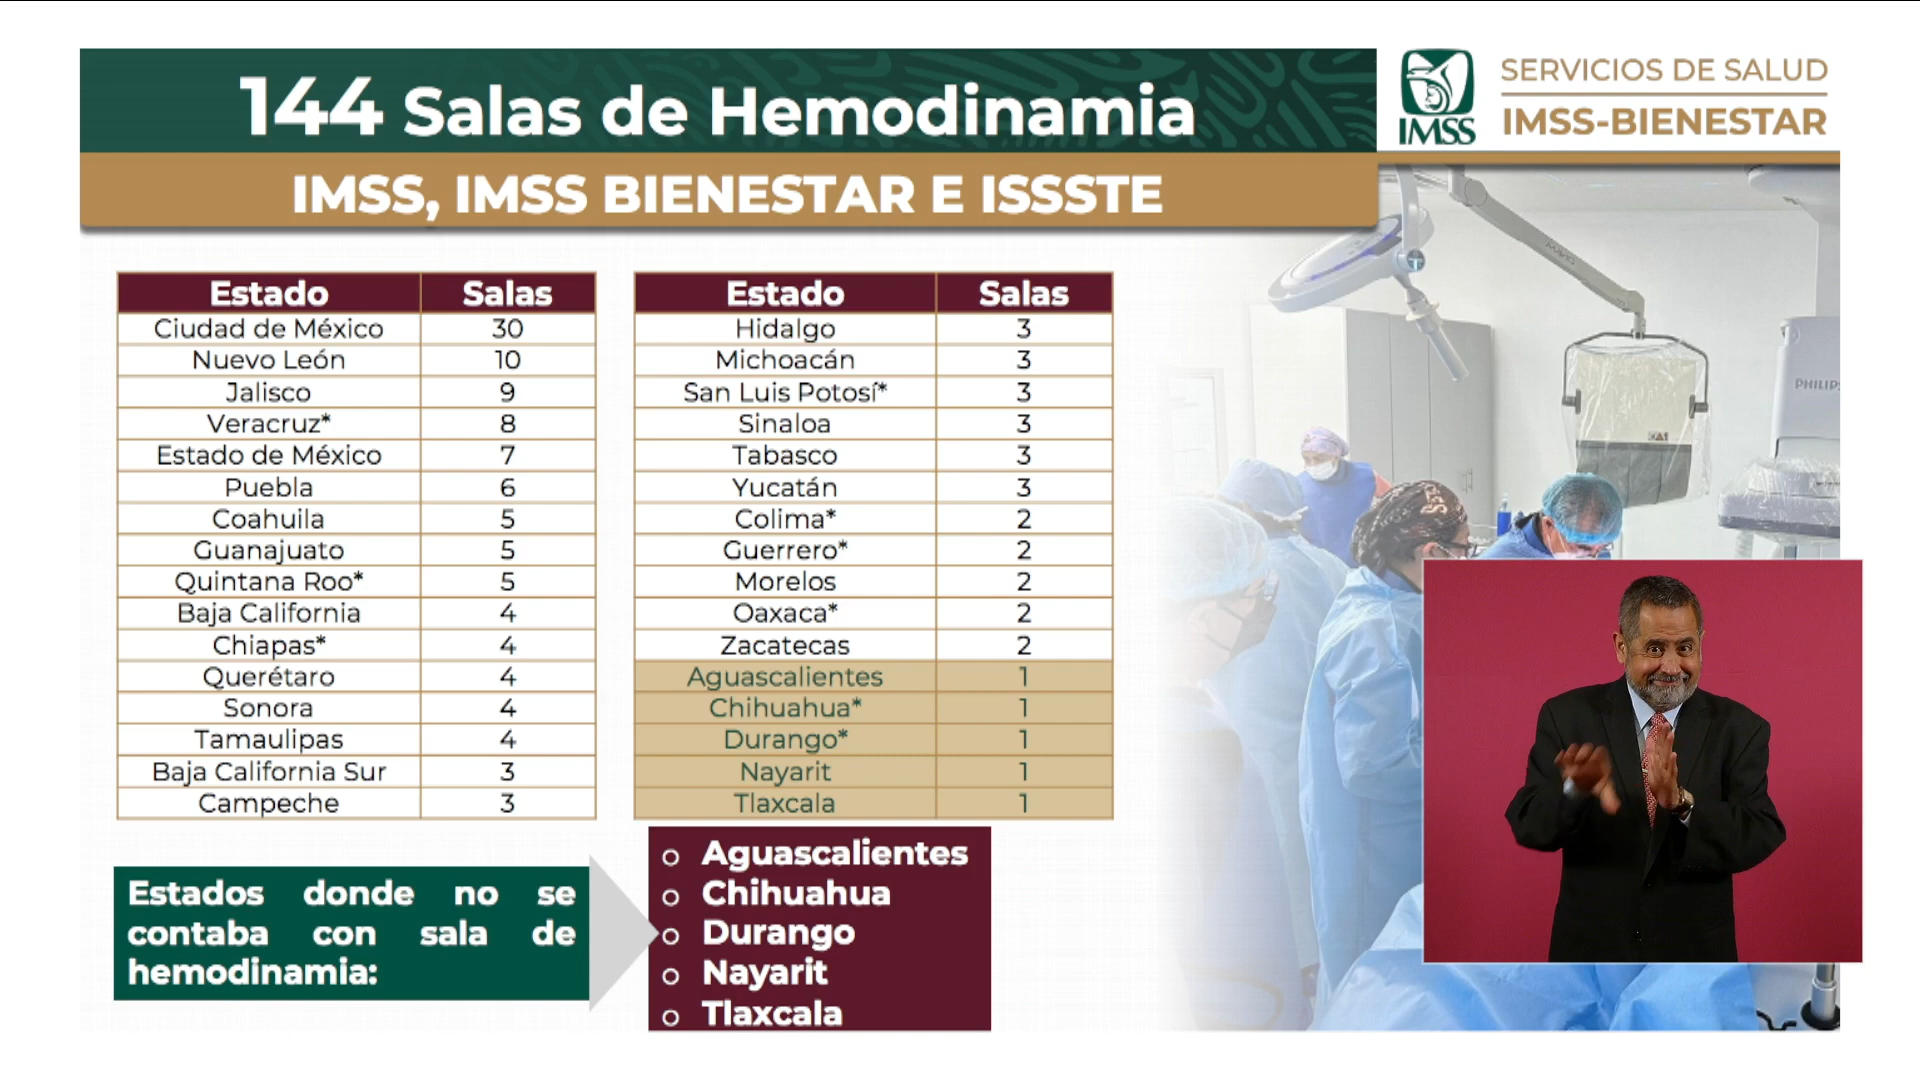 144 Salas de Hemodinamia
IMSS, IMSS BIENESTAR E ISSSTE
IMSS
SERVICIOS DE SALUD
IMSS-BIENESTAR
Estado Salas
Ciudad de México 30
Nuevo León 10
Jalisco 9
Veracruz* 8
Estado de México 7
Puebla 6
Coahuila 5
Guanajuato 5
Quintana Roo* 5
Baja California 4
Chiapas* 4
Querétaro 4
Sonora 4
Tamaulipas 4
Baja California Sur 3
Campeche 3
Estado Salas
Hidalgo 3
Michoacán 3
San Luis Potosí* 3
Sinaloa 3
Tabasco 3
Yucatán 3
Colima* 2
Guerrero* 2
Morelos 2
Oaxaca* 2
Zacatecas 2
Aguascalientes 1
Chihuahua* 1
Durango* 1
Nayarit 1
Tlaxcala 1
Estados donde no se
contaba con sala de
hemodinamia:
o Aguascalientes
o Chihuahua
o Durango
o Nayarit
o Tlaxcala